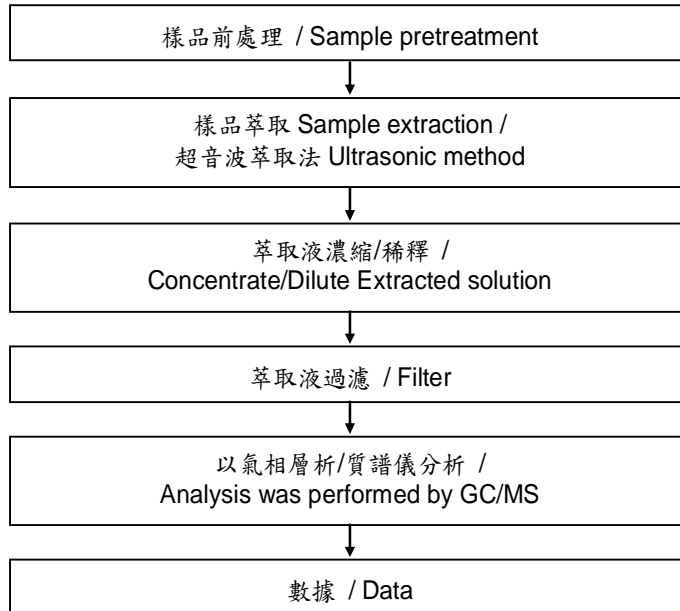 樣品前處理 / Sample pretreatment
樣品萃取 Sample extraction /
超音波萃取法 Ultrasonic method
萃取液濃縮/稀釋 /
Concentrate/Dilute Extracted solution
萃取液過濾 / Filter
以氣相層析/質譜儀分析 /
Analysis was performed by GC/MS
數據 / Data